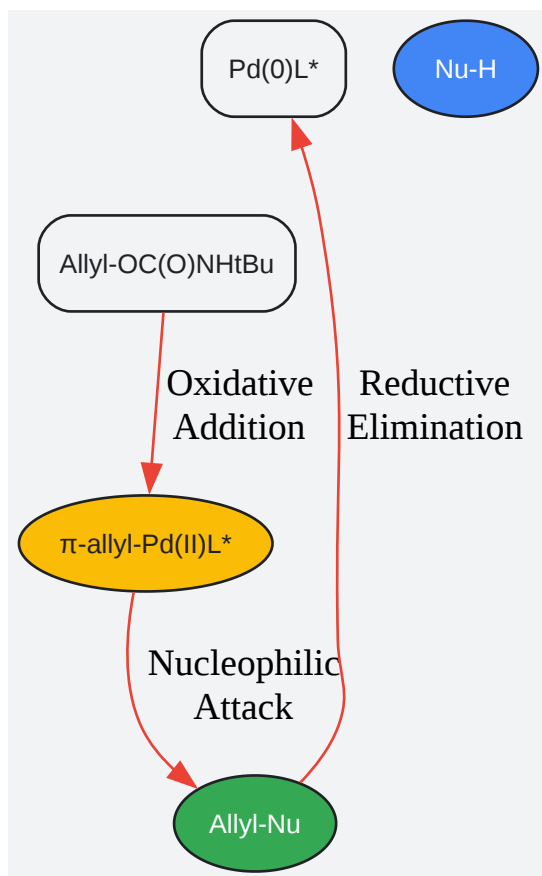 Pd(0)L*
Nu-H
Allyl-OC(O)NHtBu
Oxidative
Addition
Reductive
Elimination
π-allyl-Pd(II)L*
Nucleophilic
Attack
Allyl-Nu